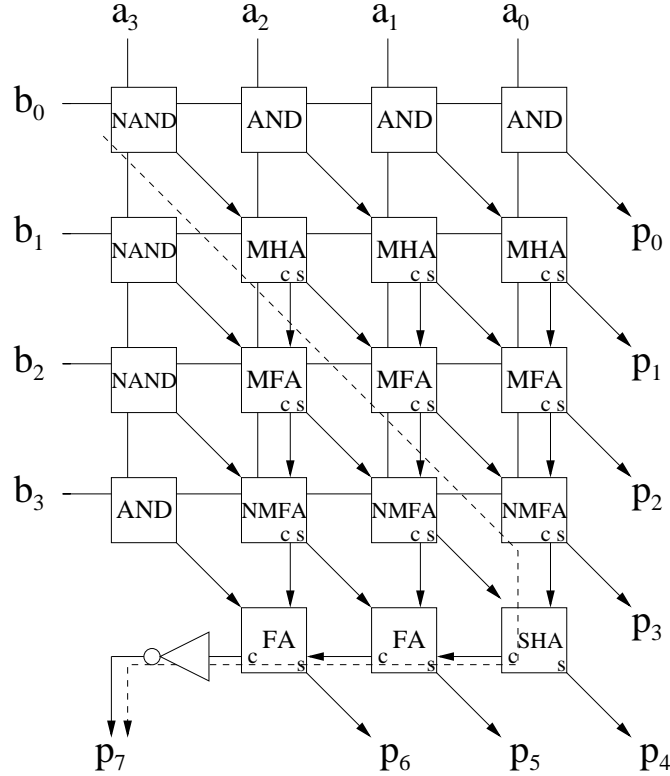 a3 a2 a1 a0
b0 NAND AND AND AND
p0
b1 NAND MHA MHA MHA
c s c s c s
p1
b2 NAND MFA MFA MFA
c s c s c s
p2
b3 AND NMFA NMFA NMFA
c s c s c s
p3
FA FA SHA
c s c s c s
p7 p6 p5 p4